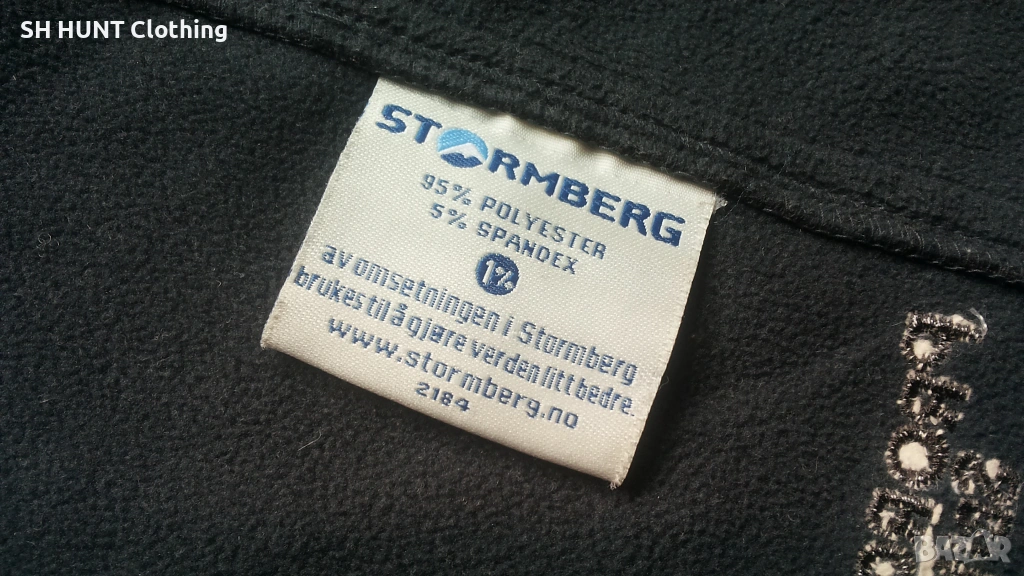 SH HUNT Clothing
STORMBERG
95% POLYESTER
5% SPANDEX
1%
av omsetningen i Stormberg
brukes til å gjøre verden litt bedre.
www.stormberg.no
2184
BAZAR